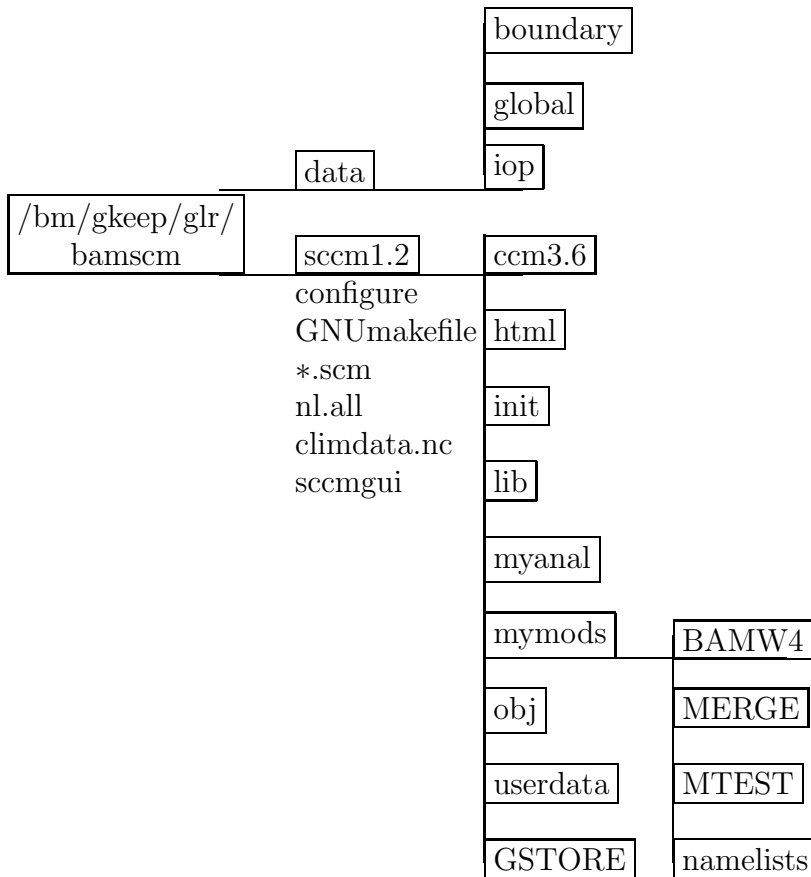 boundary
global
data
iop
/bm/gkeep/glr/
bamscm
sccm1.2
ccm3.6
configure
GNUmakefile
html
*.scm
nl.all
init
climdata.nc
sccmgui
lib
myanal
mymods
BAMW4
obj
MERGE
userdata
MTEST
GSTORE
namelists